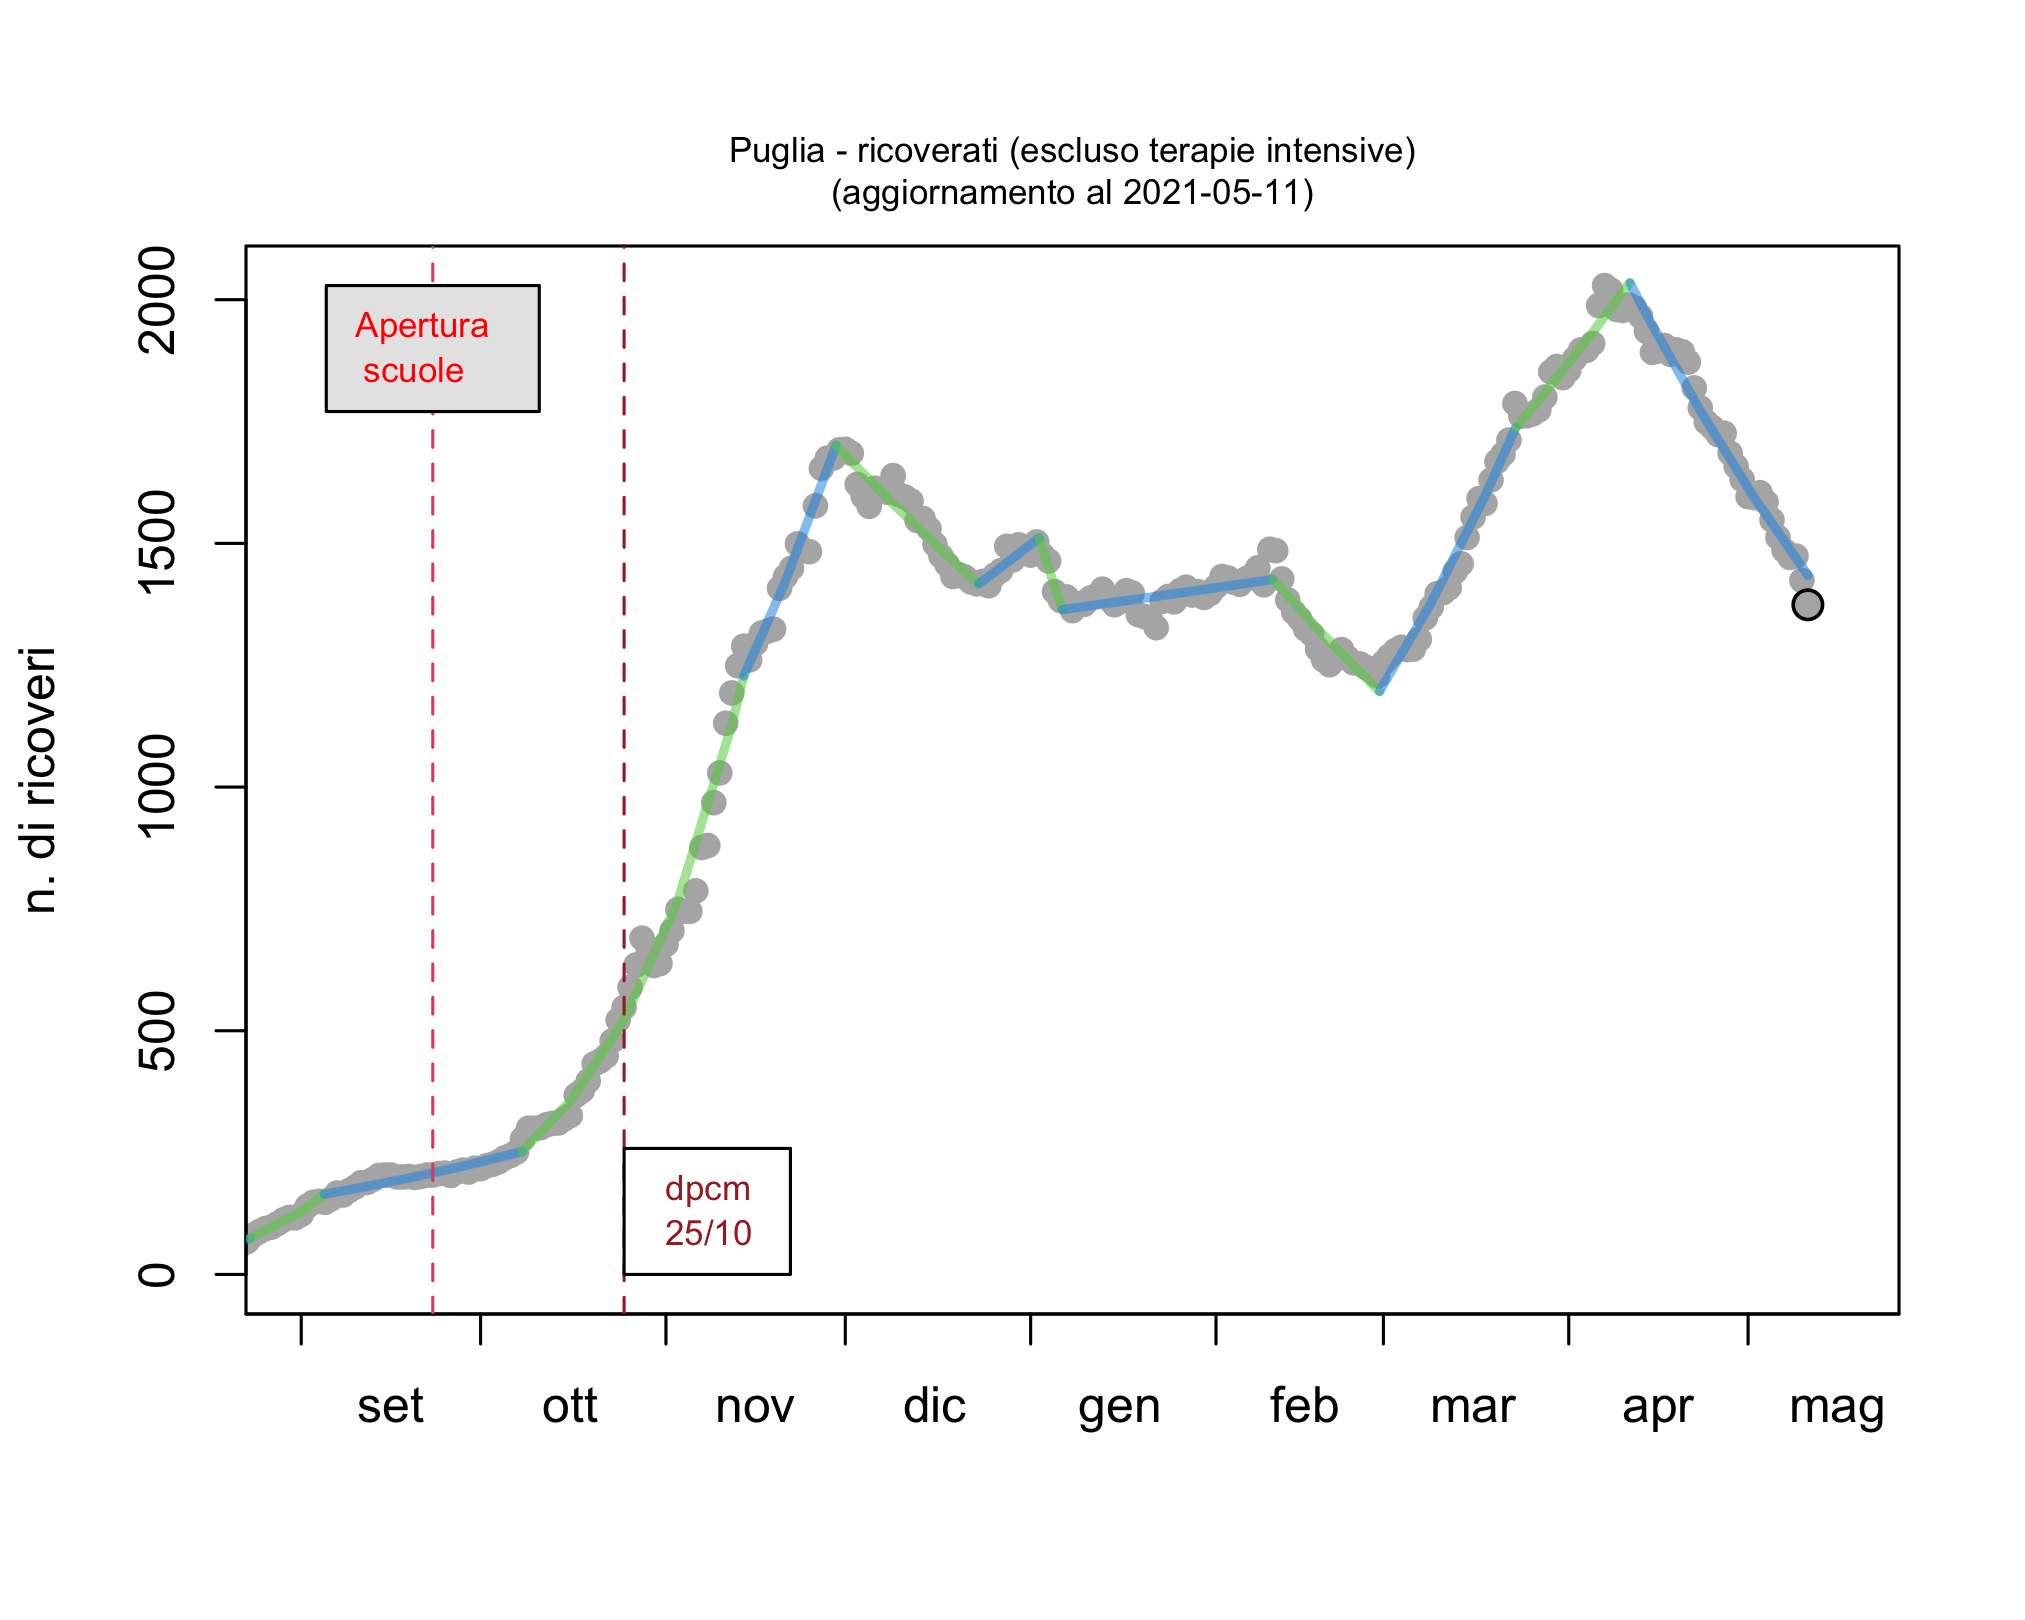 Puglia - ricoverati (escluso terapie intensive)
(aggiornamento al 2021-05-11)
Apertura
scuole
dpcm
25/10
n. di ricoveri
2000
1500
1000
500
0
set ott nov dic gen feb mar apr mag